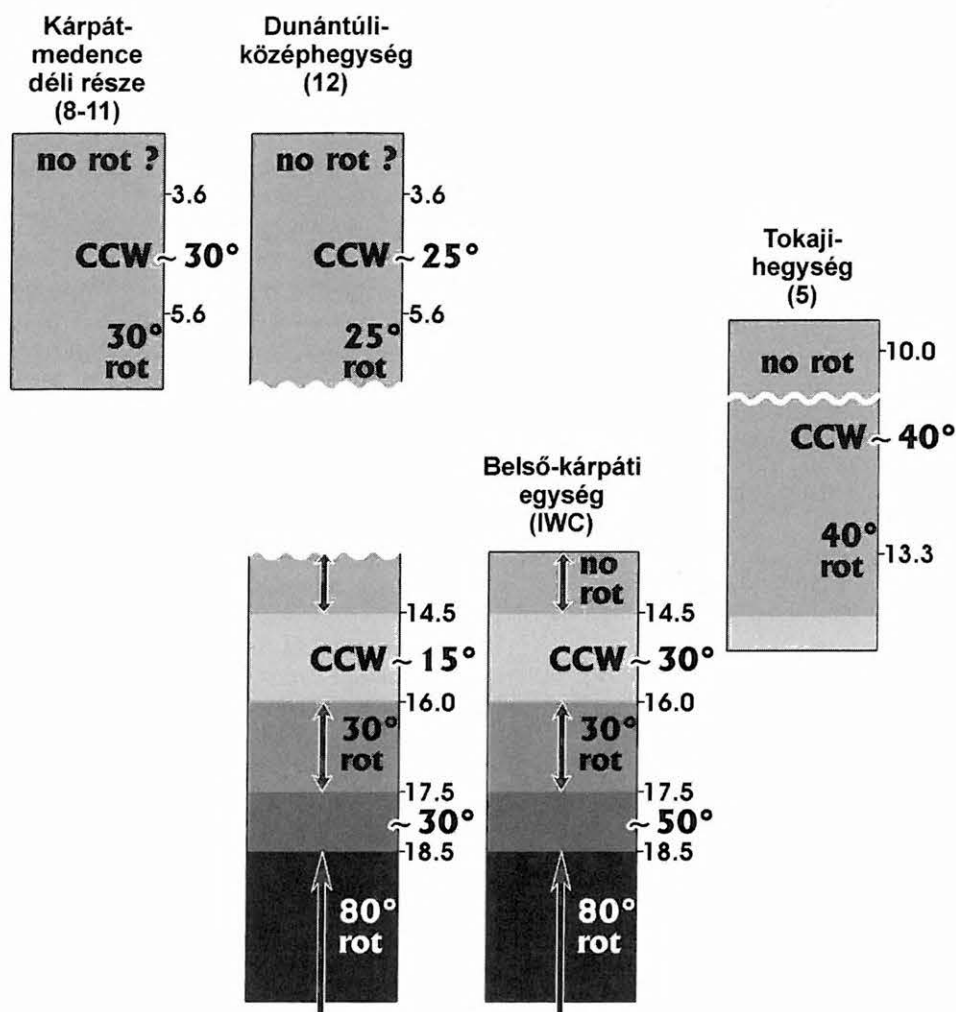 Kárpát-
medence
déli része
(8-11)
no rot ?
3.6
CCW ~ 30°
5.6
30°
rot
Dunántúli-
középhegység
(12)
no rot ?
3.6
CCW ~ 25°
5.6
25°
rot
Tokaji-
hegység
(5)
10.0
no rot
CCW ~ 40°
40°
rot
13.3
14.5
CCW ~ 15°
16.0
30°
rot
17.5
~ 30°
18.5
80°
rot
Belső-kárpáti
egység
(IWC)
no
rot
14.5
CCW ~ 30°
16.0
30°
rot
17.5
~ 50°
18.5
80°
rot